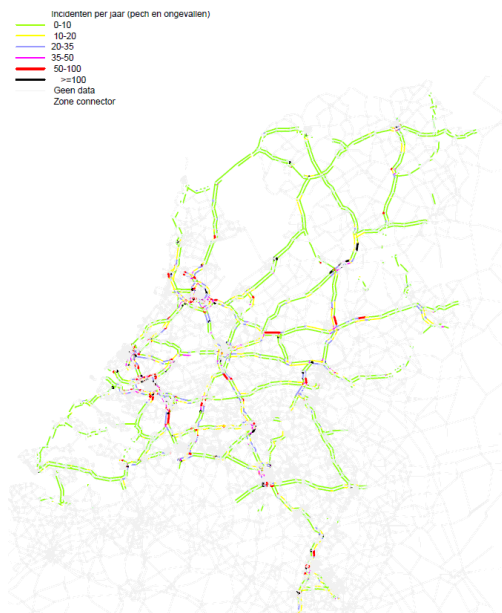 Incidenten per jaar (pech en ongevallen)
0-10
10-20
20-35
35-50
50-100
>=100
Geen data
Zone connector